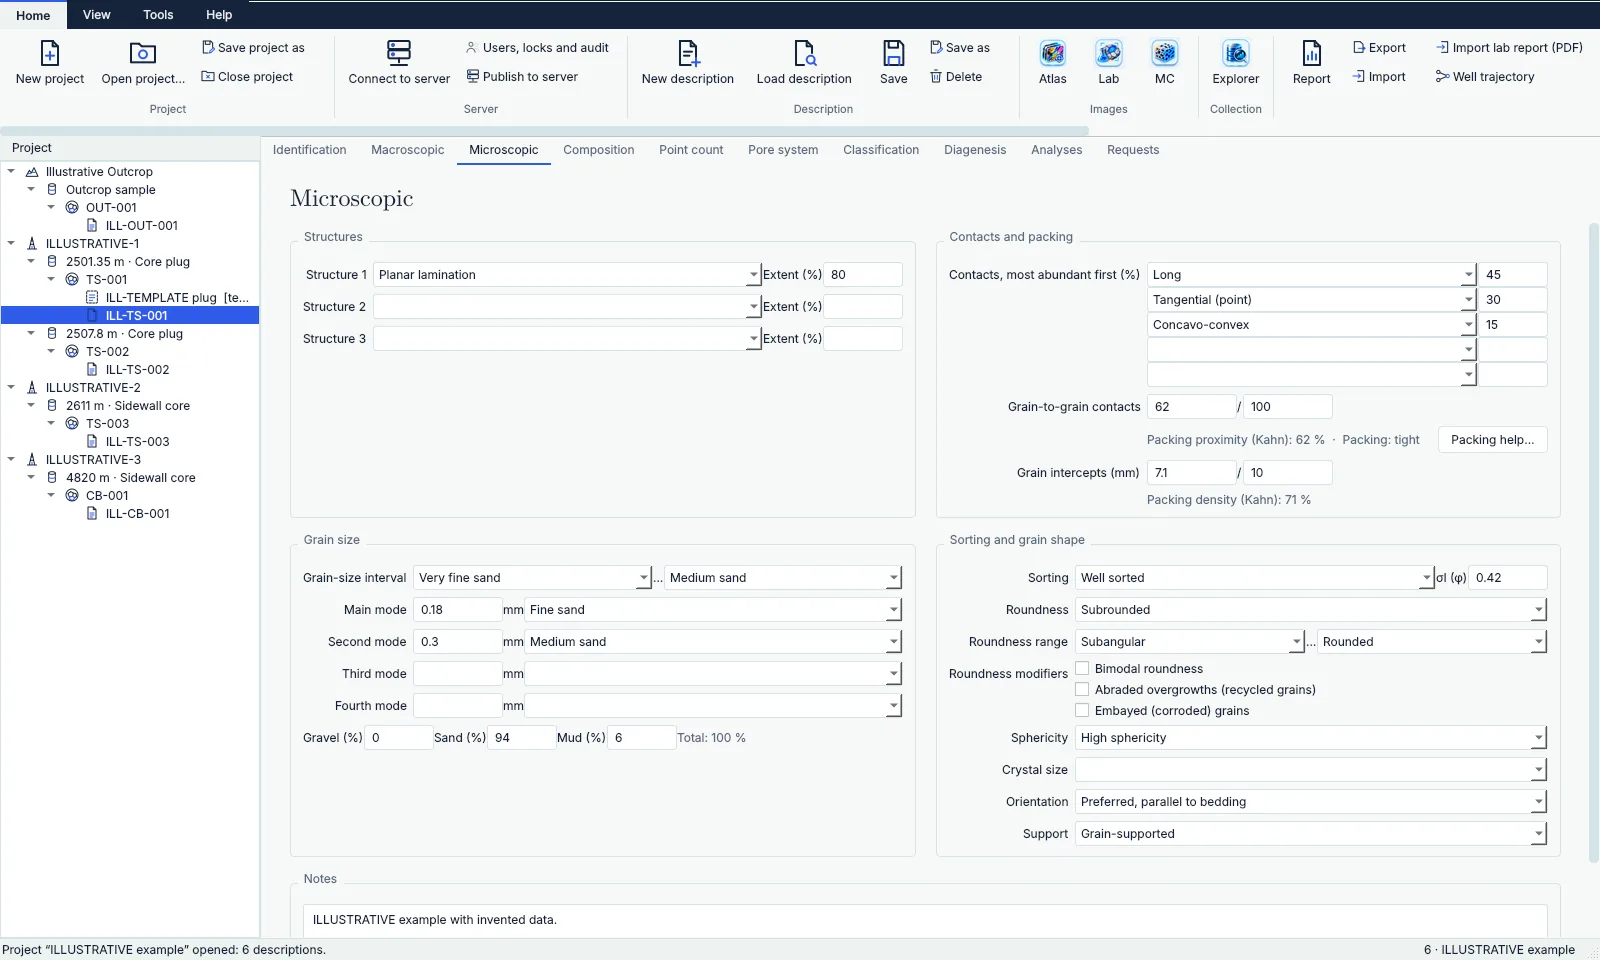 Home View Tools Help
New project
Open project...
Save project as
Close project
Project
Connect to server
Users, locks and audit
Publish to server
Server
New description
Load description
Save
Save as
Delete
Description
Atlas
Lab
MC
Images
Explorer
Collection
Report
Export
Import
Import lab report (PDF)
Well trajectory
Project
Illustrative Outcrop
Outcrop sample
OUT-001
ILL-OUT-001
ILLUSTRATIVE-1
2501.35 m · Core plug
TS-001
ILL-TEMPLATE plug [te...
ILL-TS-001
2507.8 m · Core plug
TS-002
ILL-TS-002
ILLUSTRATIVE-2
2611 m · Sidewall core
TS-003
ILL-TS-003
ILLUSTRATIVE-3
4820 m · Sidewall core
CB-001
ILL-CB-001
Identification Macroscopic Microscopic Composition Point count Pore system Classification Diagenesis Analyses Requests
Microscopic
Structures
Structure 1 Planar lamination Extent (%) 80
Structure 2 Extent (%)
Structure 3 Extent (%)
Contacts and packing
Contacts, most abundant first (%) Long 45
Tangential (point) 30
Concavo-convex 15
Grain-to-grain contacts 62 / 100
Packing proximity (Kahn): 62 % · Packing: tight Packing help...
Grain intercepts (mm) 7.1 / 10
Packing density (Kahn): 71 %
Grain size
Grain-size interval Very fine sand ... Medium sand
Main mode 0.18 mm Fine sand
Second mode 0.3 mm Medium sand
Third mode mm
Fourth mode mm
Gravel (%) 0 Sand (%) 94 Mud (%) 6 Total: 100 %
Sorting and grain shape
Sorting Well sorted σI (φ) 0.42
Roundness Subrounded
Roundness range Subangular ... Rounded
Roundness modifiers Bimodal roundness
Abraded overgrowths (recycled grains)
Embayed (corroded) grains
Sphericity High sphericity
Crystal size
Orientation Preferred, parallel to bedding
Support Grain-supported
Notes
ILLUSTRATIVE example with invented data.
Project “ILLUSTRATIVE example” opened: 6 descriptions.
6 · ILLUSTRATIVE example